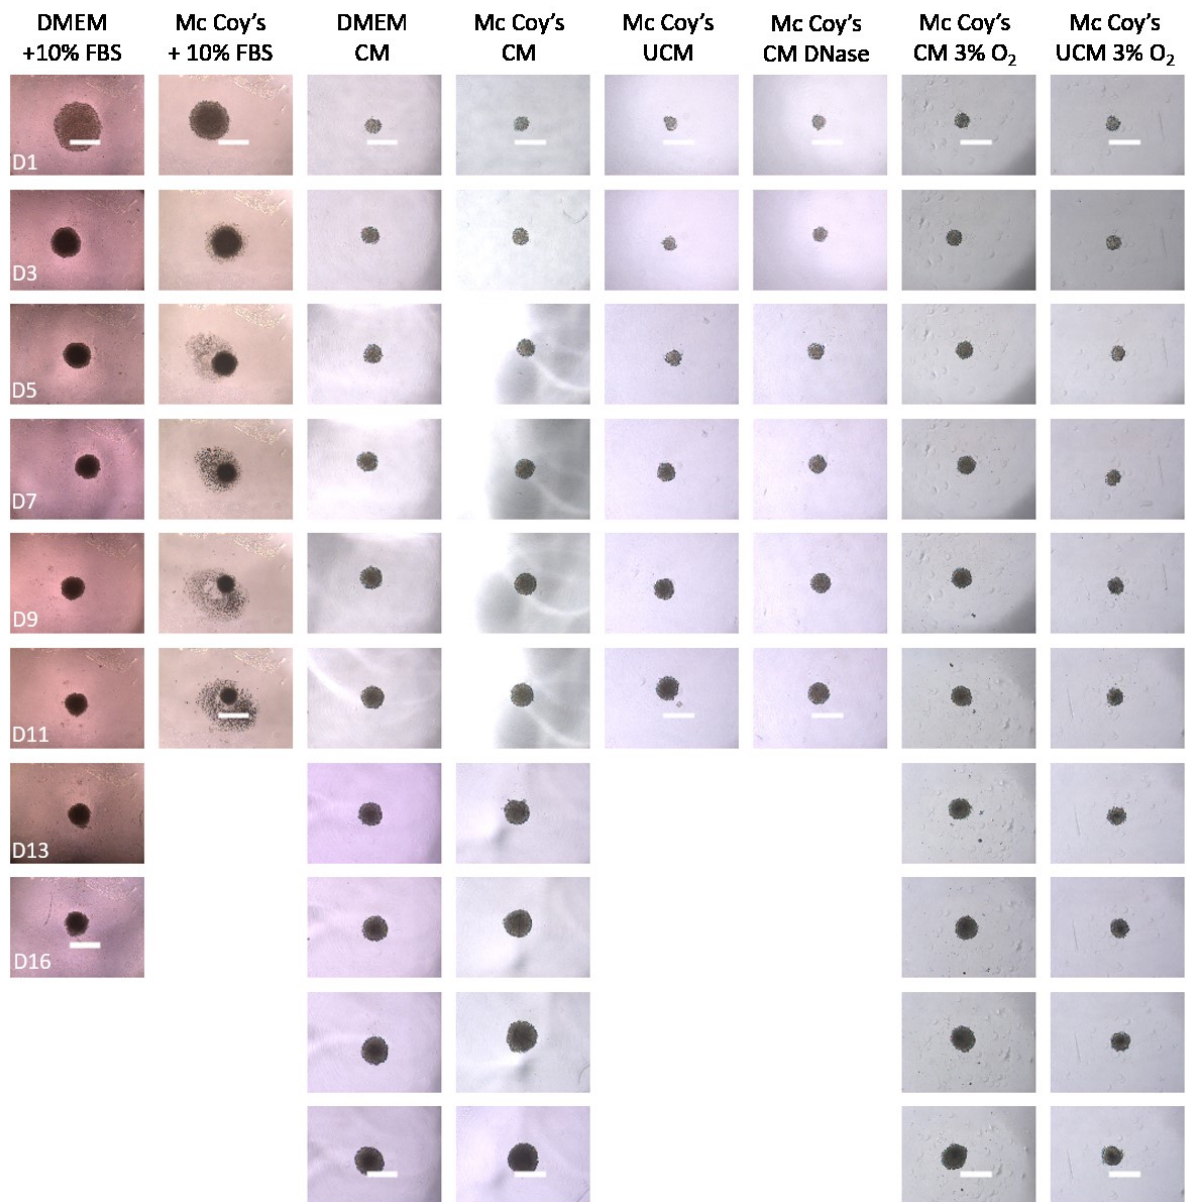 DMEM
+10% FBS
Mc Coy's
+ 10% FBS
DMEM
CM
Mc Coy's
CM
Mc Coy's
UCM
Mc Coy's
CM DNase
Mc Coy's
CM 3% O₂
Mc Coy's
UCM 3% O₂
D1
D3
D5
D7
D9
D11
D13
D16